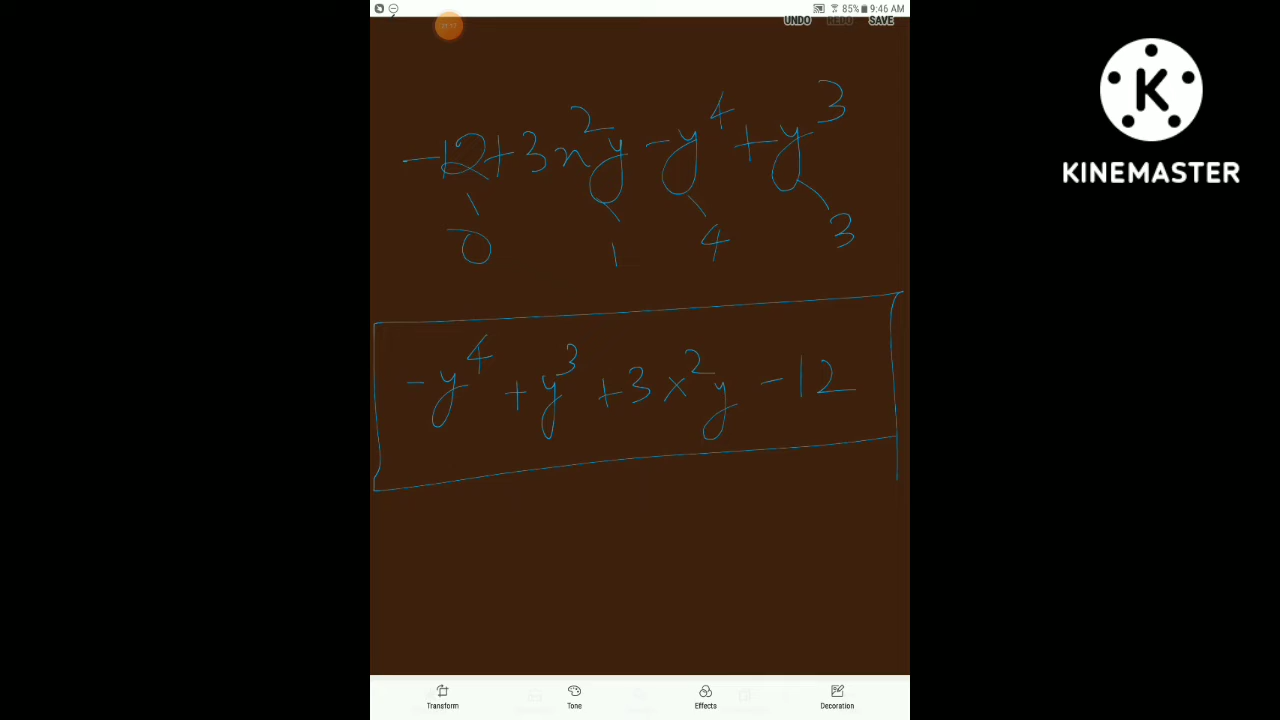 85% 9:46 AM
UNDO REDO SAVE
-12+3x²y-y⁴+y³
0 1 4 3
-y⁴+y³+3x²y-12
K
KINEMASTER
Transform Tone Effects Decoration